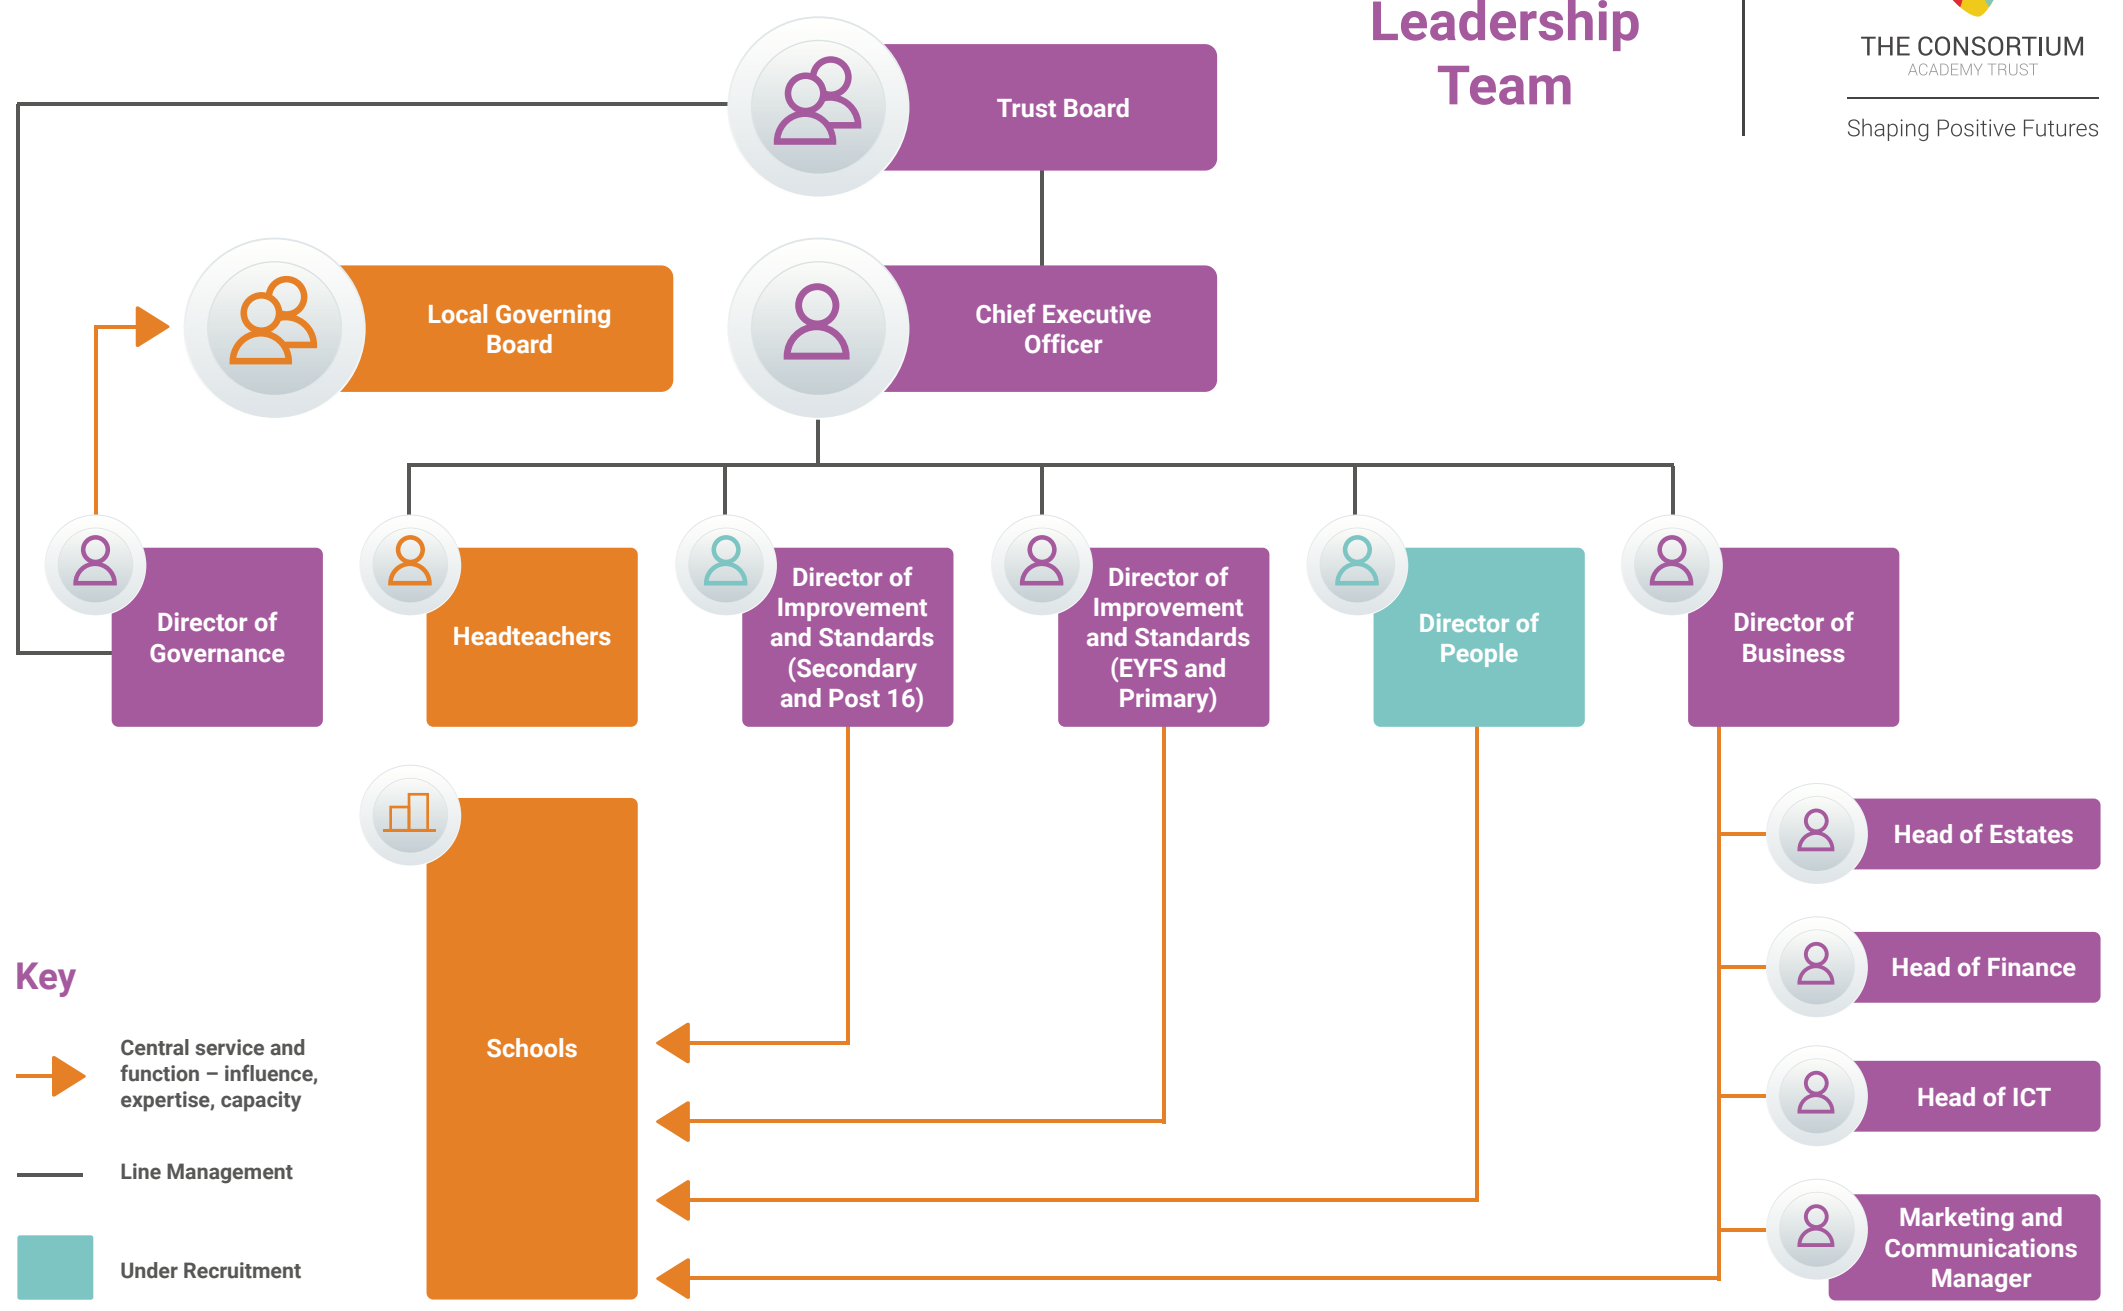 Leadership
Team
THE CONSORTIUM
ACADEMY TRUST
Shaping Positive Futures
Trust Board
Local Governing
Board
Chief Executive
Officer
Director of
Governance
Headteachers
Director of
Improvement
and Standards
(Secondary
and Post 16)
Director of
Improvement
and Standards
(EYFS and
Primary)
Director of
People
Director of
Business
Schools
Head of Estates
Head of Finance
Head of ICT
Marketing and
Communications
Manager
Key
Central service and
function – influence,
expertise, capacity
Line Management
Under Recruitment